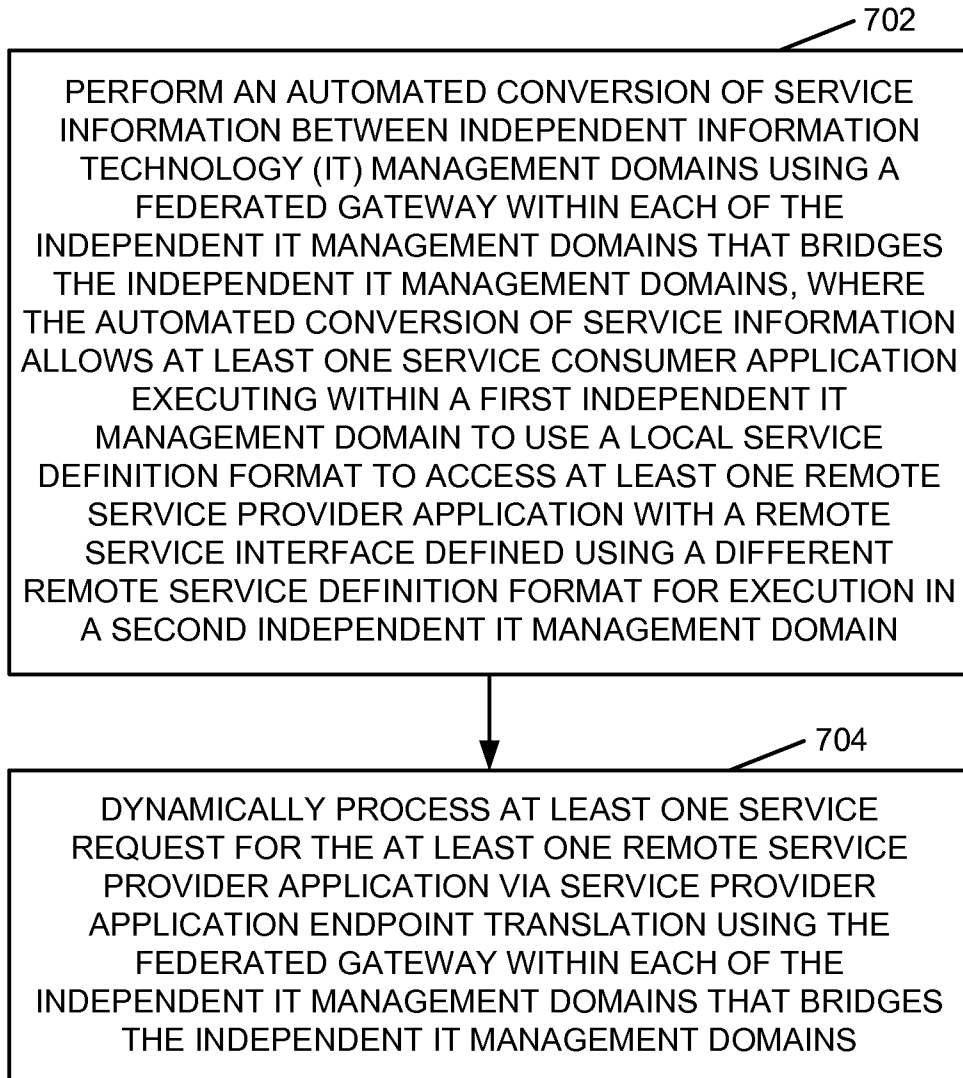 702
PERFORM AN AUTOMATED CONVERSION OF SERVICE
INFORMATION BETWEEN INDEPENDENT INFORMATION
TECHNOLOGY (IT) MANAGEMENT DOMAINS USING A
FEDERATED GATEWAY WITHIN EACH OF THE
INDEPENDENT IT MANAGEMENT DOMAINS THAT BRIDGES
THE INDEPENDENT IT MANAGEMENT DOMAINS, WHERE
THE AUTOMATED CONVERSION OF SERVICE INFORMATION
ALLOWS AT LEAST ONE SERVICE CONSUMER APPLICATION
EXECUTING WITHIN A FIRST INDEPENDENT IT
MANAGEMENT DOMAIN TO USE A LOCAL SERVICE
DEFINITION FORMAT TO ACCESS AT LEAST ONE REMOTE
SERVICE PROVIDER APPLICATION WITH A REMOTE
SERVICE INTERFACE DEFINED USING A DIFFERENT
REMOTE SERVICE DEFINITION FORMAT FOR EXECUTION IN
A SECOND INDEPENDENT IT MANAGEMENT DOMAIN
704
DYNAMICALLY PROCESS AT LEAST ONE SERVICE
REQUEST FOR THE AT LEAST ONE REMOTE SERVICE
PROVIDER APPLICATION VIA SERVICE PROVIDER
APPLICATION ENDPOINT TRANSLATION USING THE
FEDERATED GATEWAY WITHIN EACH OF THE
INDEPENDENT IT MANAGEMENT DOMAINS THAT BRIDGES
THE INDEPENDENT IT MANAGEMENT DOMAINS